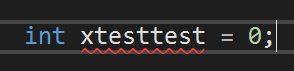 int xtesttest = 0;